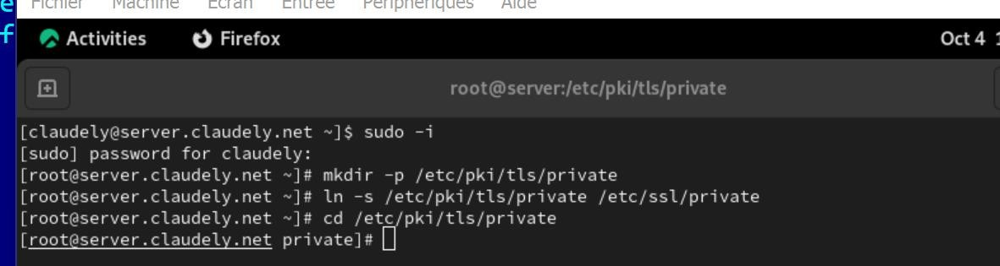 e Fichier Machine Écran Entrée Périphériques Aide
f
Activities Firefox Oct 4 1
root@server:/etc/pki/tls/private
[claudely@server.claudely.net ~]$ sudo -i
[sudo] password for claudely:
[root@server.claudely.net ~]# mkdir -p /etc/pki/tls/private
[root@server.claudely.net ~]# ln -s /etc/pki/tls/private /etc/ssl/private
[root@server.claudely.net ~]# cd /etc/pki/tls/private
[root@server.claudely.net private]#